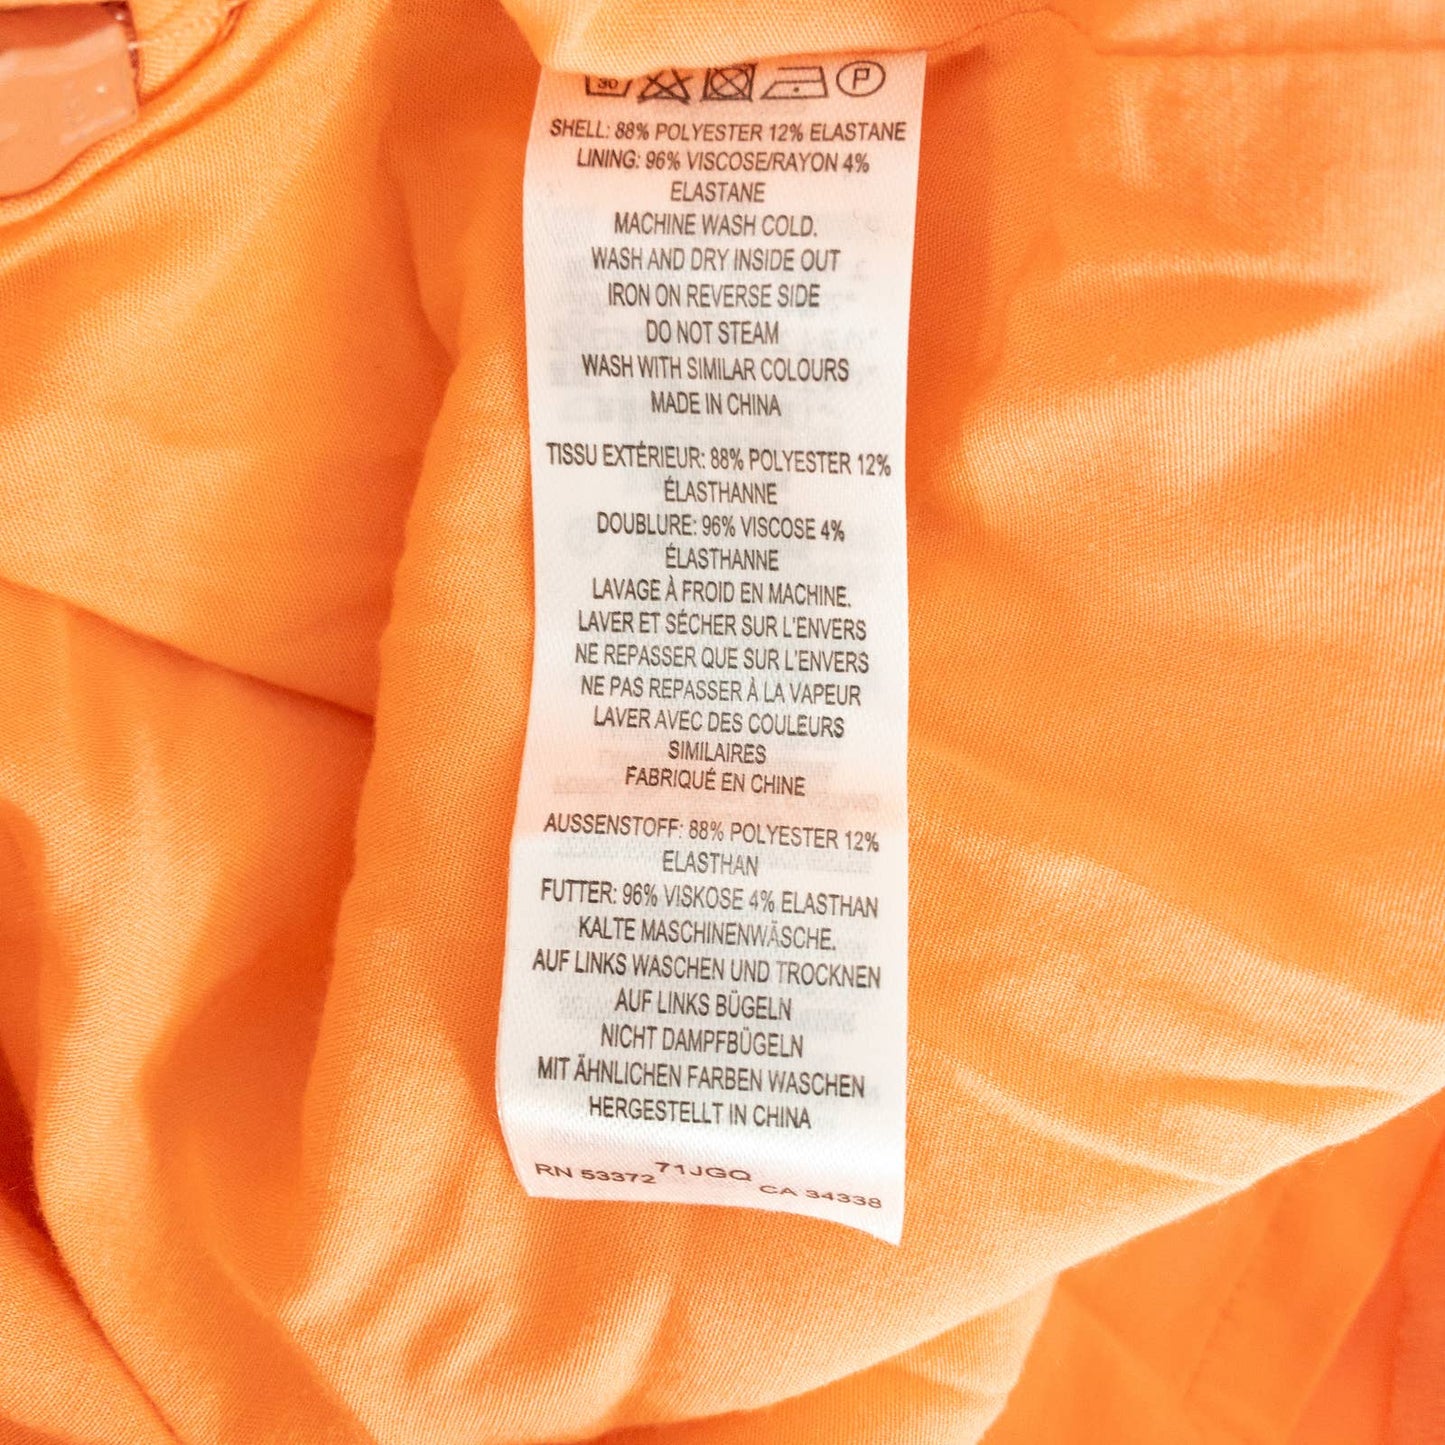 30 P
SHELL: 88% POLYESTER 12% ELASTANE
LINING: 96% VISCOSE/RAYON 4%
ELASTANE
MACHINE WASH COLD.
WASH AND DRY INSIDE OUT
IRON ON REVERSE SIDE
DO NOT STEAM
WASH WITH SIMILAR COLOURS
MADE IN CHINA
TISSU EXTÉRIEUR: 88% POLYESTER 12%
ÉLASTHANNE
DOUBLURE: 96% VISCOSE 4%
ÉLASTHANNE
LAVAGE À FROID EN MACHINE.
LAVER ET SÉCHER SUR L'ENVERS
NE REPASSER QUE SUR L'ENVERS
NE PAS REPASSER À LA VAPEUR
LAVER AVEC DES COULEURS
SIMILAIRES
FABRIQUÉ EN CHINE
AUSSENSTOFF: 88% POLYESTER 12%
ELASTHAN
FUTTER: 96% VISKOSE 4% ELASTHAN
KALTE MASCHINENWÄSCHE.
AUF LINKS WASCHEN UND TROCKNEN
AUF LINKS BÜGELN
NICHT DAMPFBÜGELN
MIT ÄHNLICHEN FARBEN WASCHEN
HERGESTELLT IN CHINA
RN 53372 71JGQ CA 34338